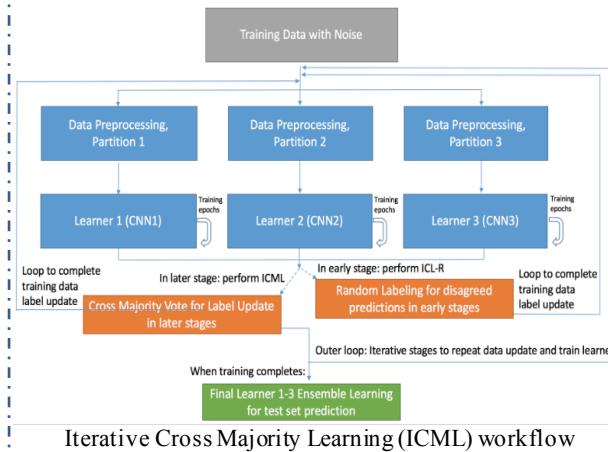 Training Data with Noise
Data Preprocessing,
Partition 1
Data Preprocessing,
Partition 2
Data Preprocessing,
Partition 3
Learner 1 (CNN1)
Training
epochs
Learner 2 (CNN2)
Training
epochs
Learner 3 (CNN3)
Training
epochs
In later stage: perform ICML
In early stage: perform ICL-R
Loop to complete
training data
label update
Cross Majority Vote for Label Update
in later stages
Random Labeling for disagreed
predictions in early stages
Loop to complete
training data
label update
Outer loop: Iterative stages to repeat data update and train learne
When training completes:
Final Learner 1-3 Ensemble Learning
for test set prediction
Iterative Cross Majority Learning (ICML) workflow